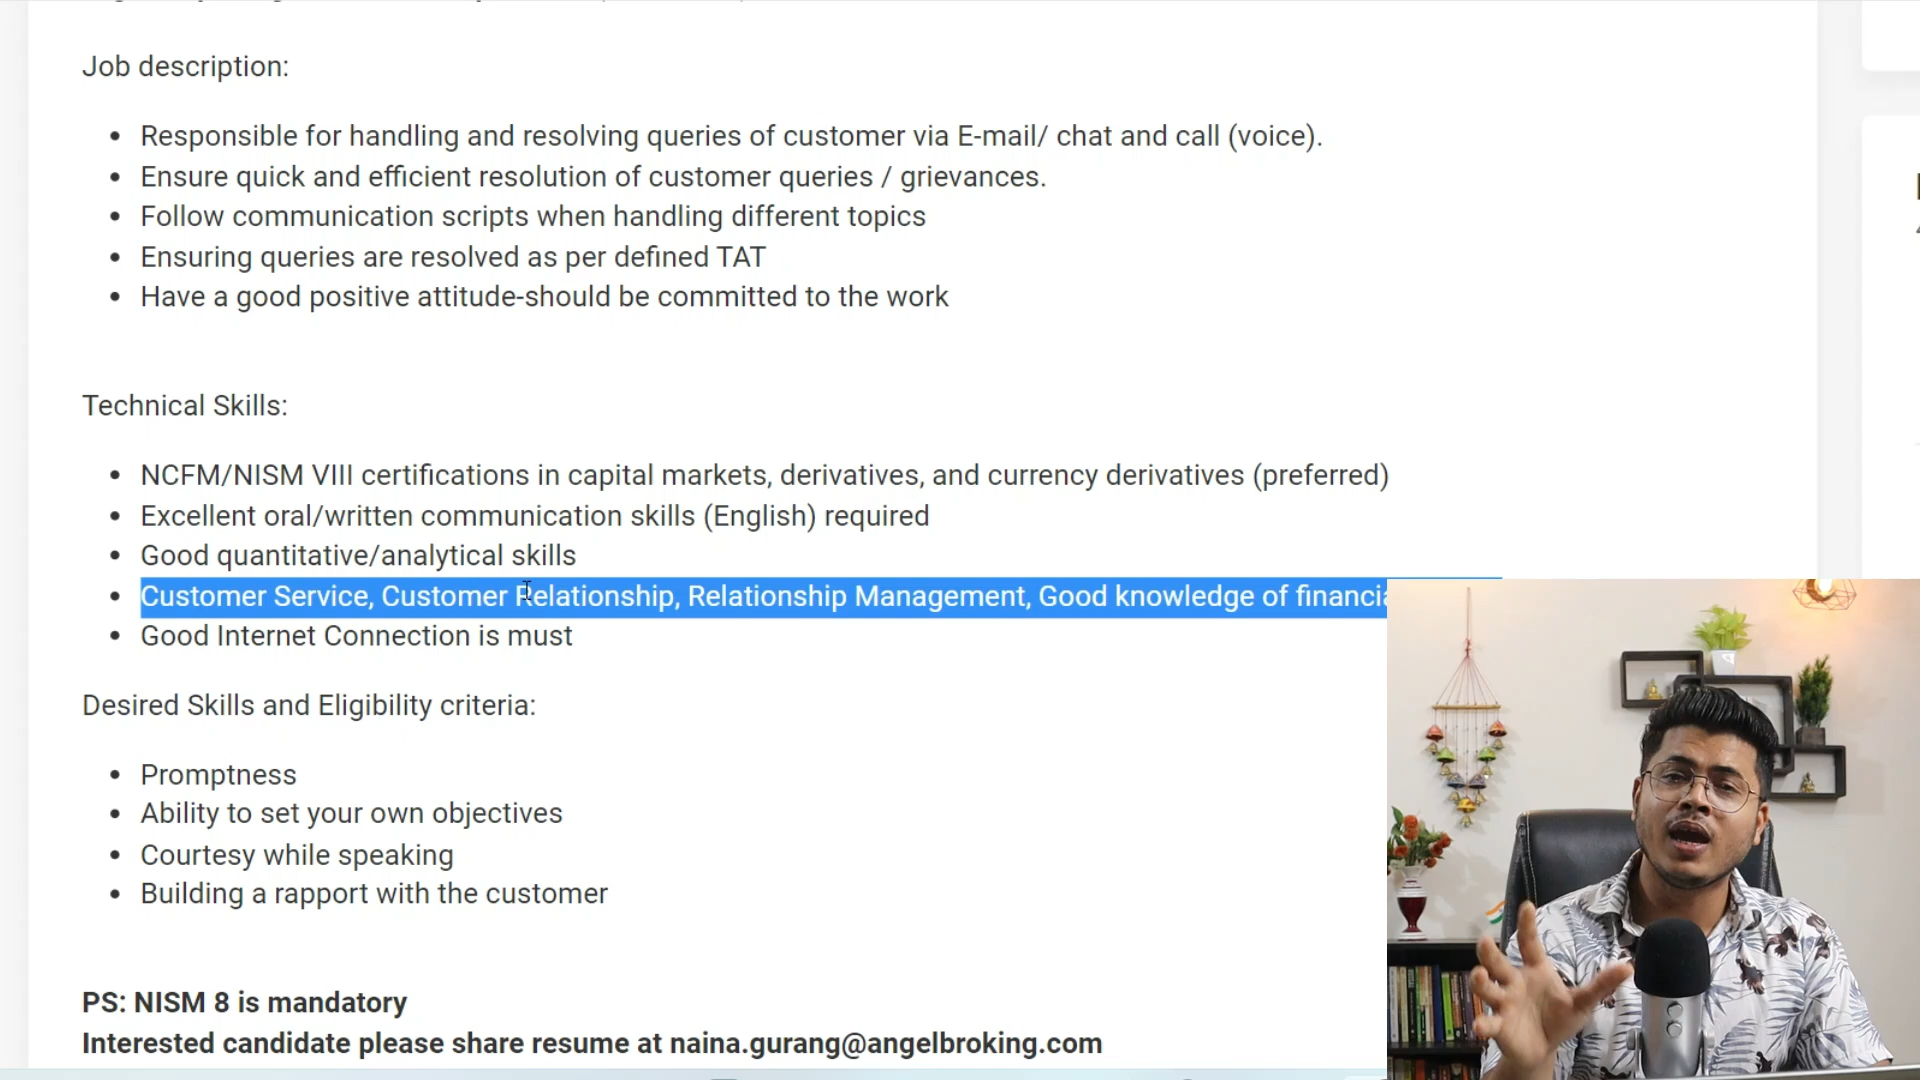 Job description:
Responsible for handling and resolving queries of customer via E-mail/ chat and call (voice).
Ensure quick and efficient resolution of customer queries / grievances.
Follow communication scripts when handling different topics
Ensuring queries are resolved as per defined TAT
Have a good positive attitude-should be committed to the work
Technical Skills:
NCFM/NISM VIII certifications in capital markets, derivatives, and currency derivatives (preferred)
Excellent oral/written communication skills (English) required
Good quantitative/analytical skills
Customer Service, Customer Relationship, Relationship Management, Good knowledge of
Good Internet Connection is must
Desired Skills and Eligibility criteria:
Promptness
Ability to set your own objectives
Courtesy while speaking
Building a rapport with the customer
PS: NISM 8 is mandatory
Interested candidate please share resume at naina.gurang@angelbroking.com